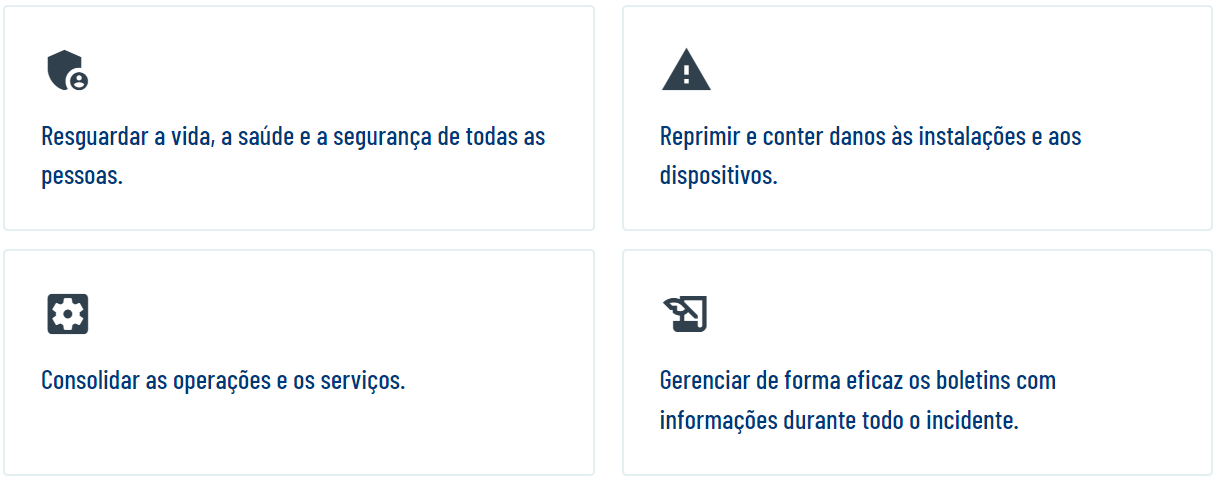 Resguardar a vida, a saúde e a segurança de todas as
pessoas.
Reprimir e conter danos às instalações e aos
dispositivos.
Consolidar as operações e os serviços.
Gerenciar de forma eficaz os boletins com
informações durante todo o incidente.